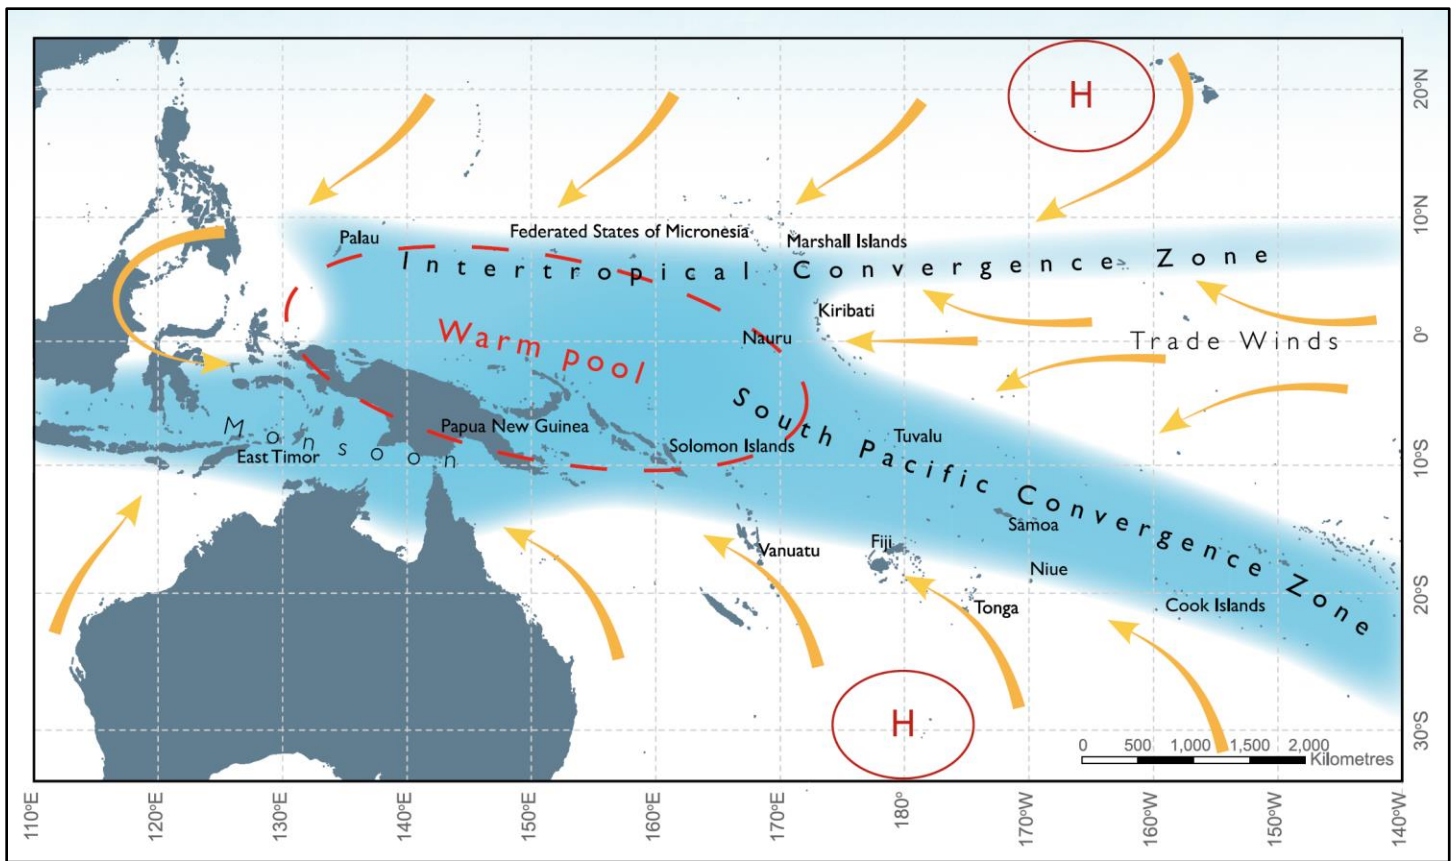 H
20°N
10°N
Palau
Federated States of Micronesia
Marshall Islands
Intertropical Convergence Zone
Kiribati
Warm pool
Nauru
Trade Winds
0°
South Pacific Convergence Zone
Papua New Guinea
Monsoon
East Timor
Solomon Islands
Tuvalu
10°S
Samoa
Vanuatu
Fiji
Niue
Tonga
Cook Islands
20°S
H
30°S
0 500 1,000 1,500 2,000
Kilometres
110°E 120°E 130°E 140°E 150°E 160°E 170°E 180° 170°W 160°W 150°W 140°W